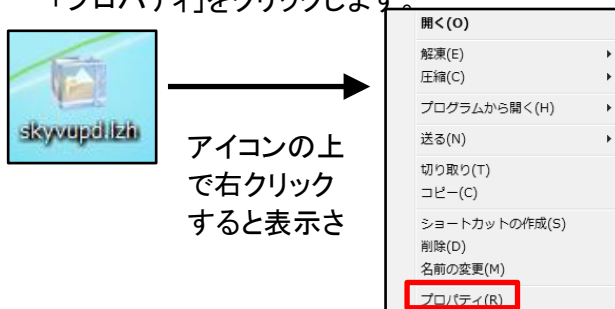 「プロパティ」をクリックします。
skyvupd.lzh
アイコンの上
で右クリック
すると表示さ
開く(O)
解凍(E)
圧縮(C)
プログラムから開く(H)
送る(N)
切り取り(T)
コピー(C)
ショートカットの作成(S)
削除(D)
名前の変更(M)
プロパティ(R)